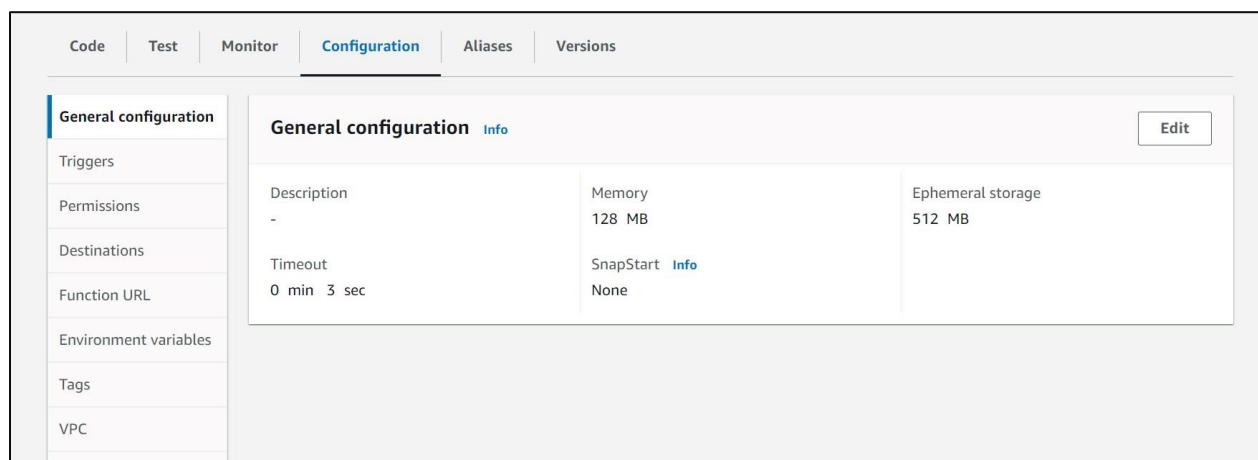 Code Test Monitor Configuration Aliases Versions
General configuration
Triggers
Permissions
Destinations
Function URL
Environment variables
Tags
VPC
General configuration Info Edit
Description Memory Ephemeral storage
- 128 MB 512 MB
Timeout SnapStart Info
0 min 3 sec None